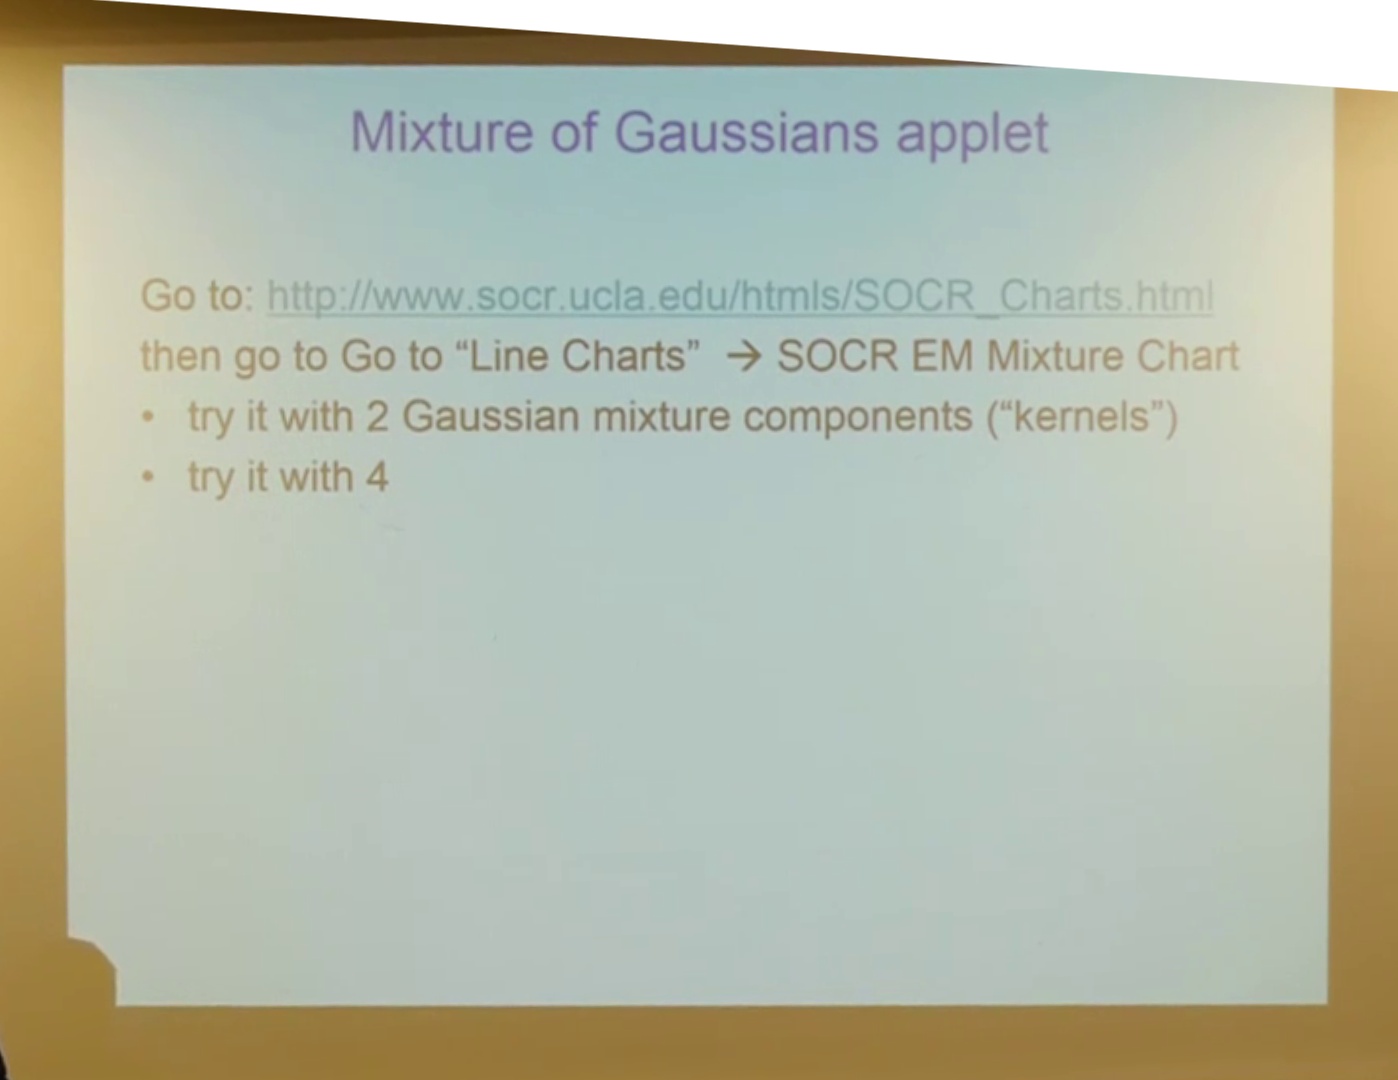 Mixture of Gaussians applet
Go to: http://www.socr.ucla.edu/htmls/SOCR_Charts.html
then go to Go to “Line Charts” → SOCR EM Mixture Chart
• try it with 2 Gaussian mixture components (“kernels”)
• try it with 4